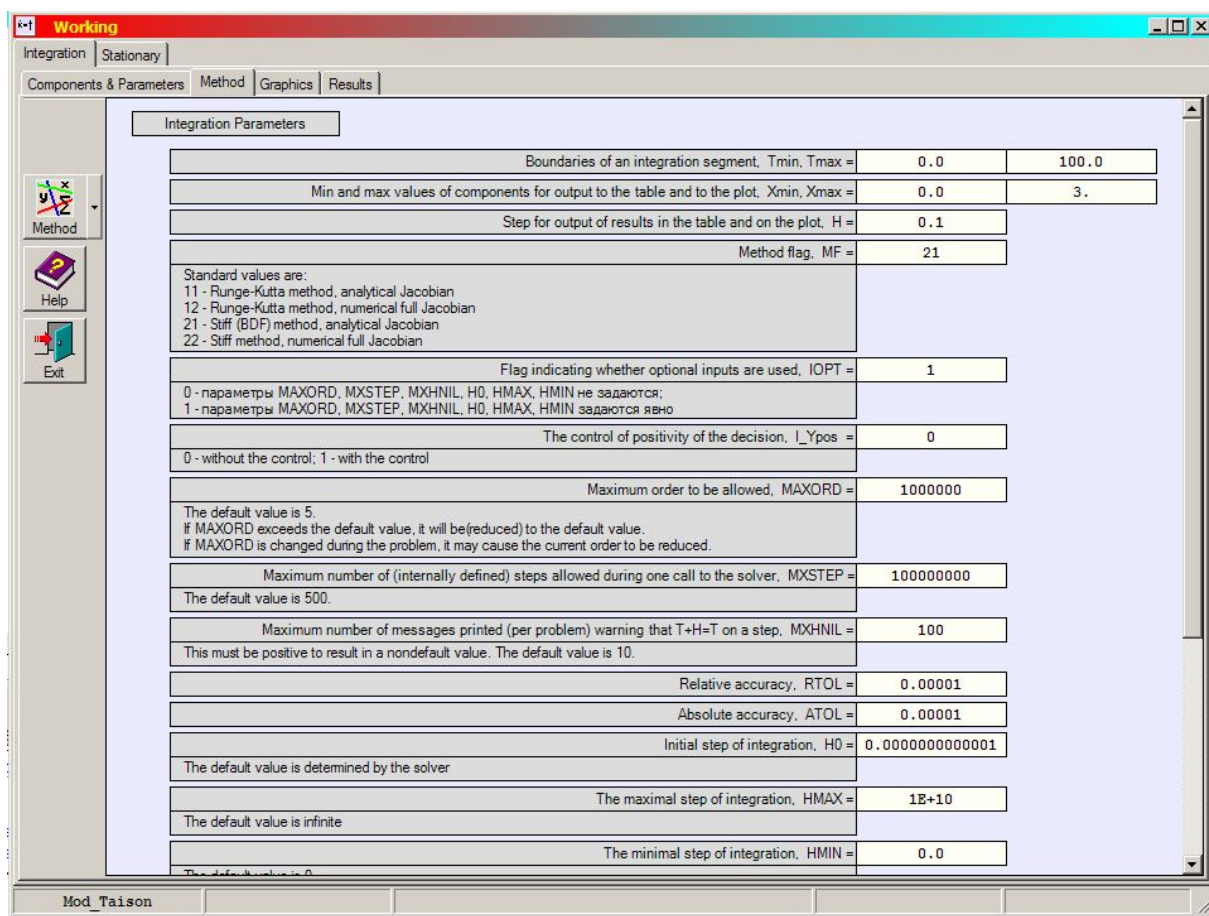 Working
Integration Stationary
Components & Parameters Method Graphics Results
Integration Parameters
Boundaries of an integration segment, Tmin, Tmax = 0.0 100.0
Min and max values of components for output to the table and to the plot, Xmin, Xmax = 0.0 3.
Step for output of results in the table and on the plot, H = 0.1
Method
Method flag, MF = 21
Standard values are:
11 - Runge-Kutta method, analytical Jacobian
12 - Runge-Kutta method, numerical full Jacobian
21 - Stiff (BDF) method, analytical Jacobian
22 - Stiff method, numerical full Jacobian
Help
Flag indicating whether optional inputs are used, IOPT = 1
Exit
0 - параметры MAXORD, MXSTEP, MXHNIL, H0, HMAX, HMIN не задаются;
1 - параметры MAXORD, MXSTEP, MXHNIL, H0, HMAX, HMIN задаются явно
The control of positivity of the decision, I_Ypos = 0
0 - without the control; 1 - with the control
Maximum order to be allowed, MAXORD = 1000000
The default value is 5.
If MAXORD exceeds the default value, it will be(reduced) to the default value.
If MAXORD is changed during the problem, it may cause the current order to be reduced.
Maximum number of (internally defined) steps allowed during one call to the solver, MXSTEP = 100000000
The default value is 500.
Maximum number of messages printed (per problem) warning that T+H=T on a step, MXHNIL = 100
This must be positive to result in a nondefault value. The default value is 10.
Relative accuracy, RTOL = 0.00001
Absolute accuracy, ATOL = 0.00001
Initial step of integration, H0 = 0.0000000000001
The default value is determined by the solver
The maximal step of integration, HMAX = 1E+10
The default value is infinite
The minimal step of integration, HMIN = 0.0
The default value is 0
Mod_Taison